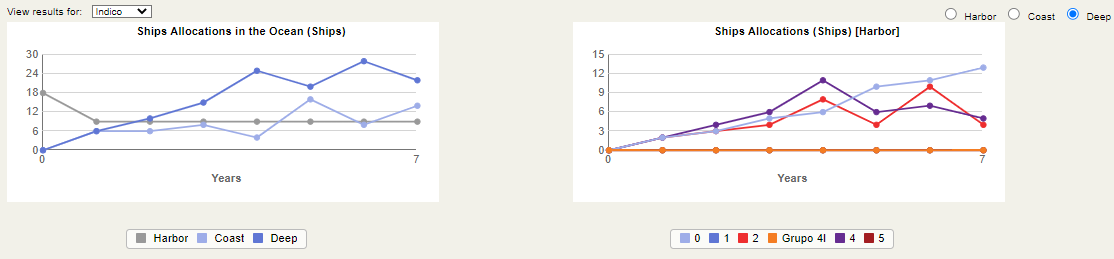 View results for: Indico
Harbor Coast Deep
Ships Allocations in the Ocean (Ships)
30
24
18
12
6
0
0 7
Years
Harbor Coast Deep
Ships Allocations (Ships) [Harbor]
15
12
9
6
3
0
0 7
Years
0 1 2 Grupo 4I 4 5